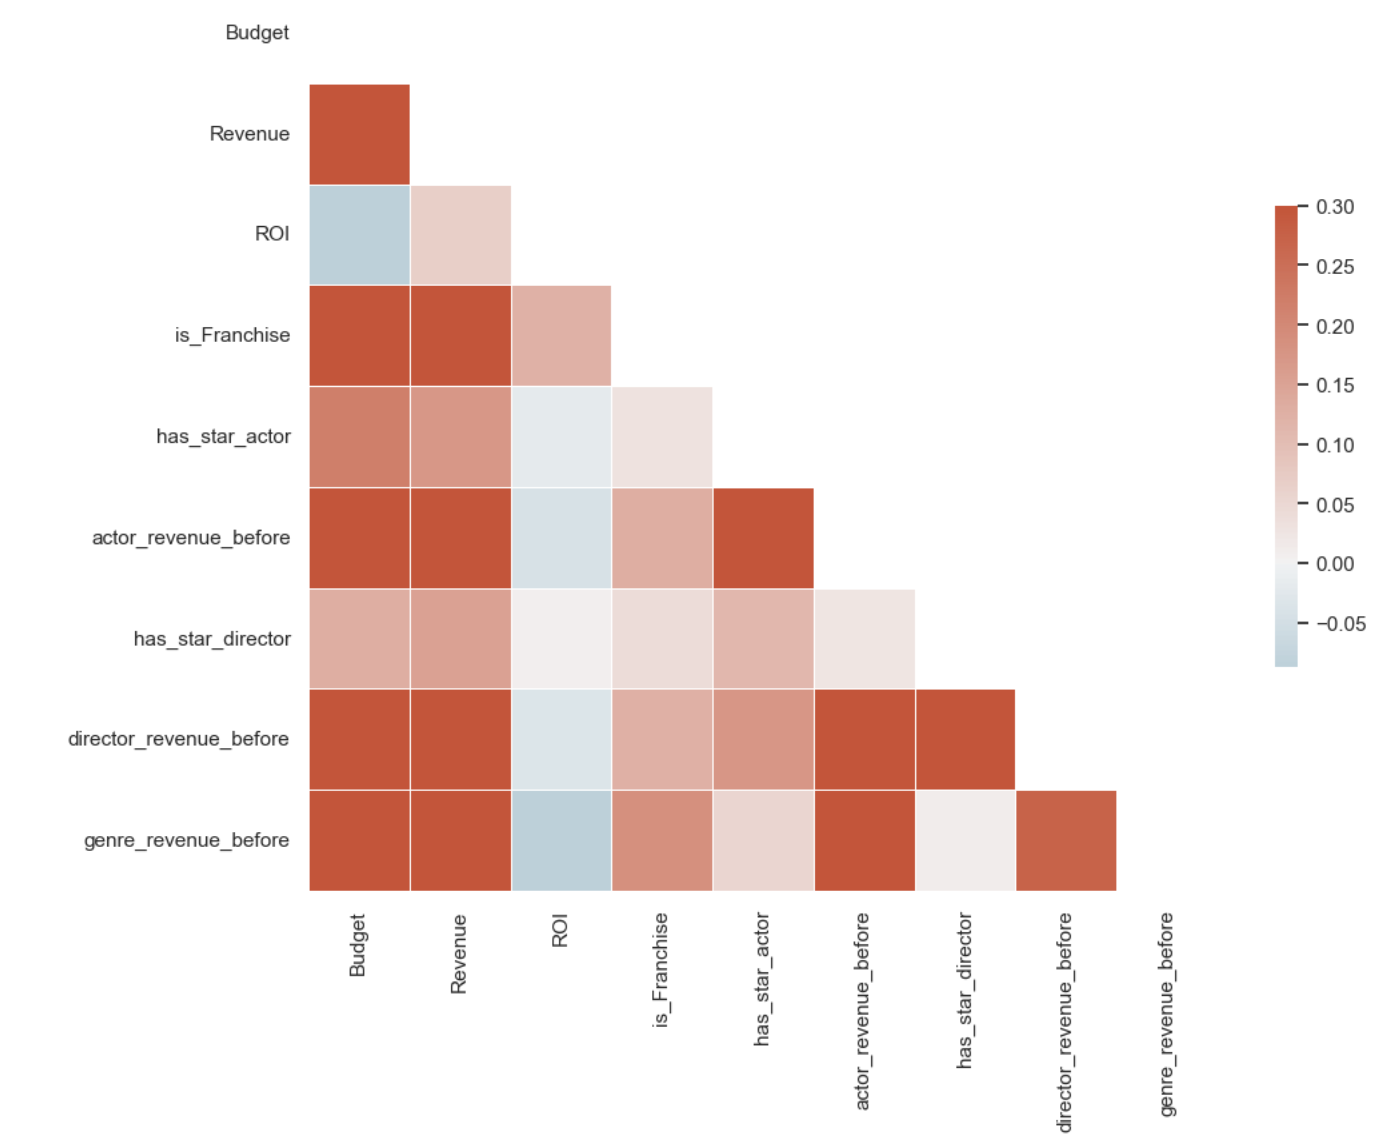 Budget
Revenue
ROI
is_Franchise
has_star_actor
actor_revenue_before
has_star_director
director_revenue_before
genre_revenue_before
Budget
Revenue
ROI
is_Franchise
has_star_actor
actor_revenue_before
has_star_director
director_revenue_before
genre_revenue_before
0.30
0.25
0.20
0.15
0.10
0.05
0.00
−0.05